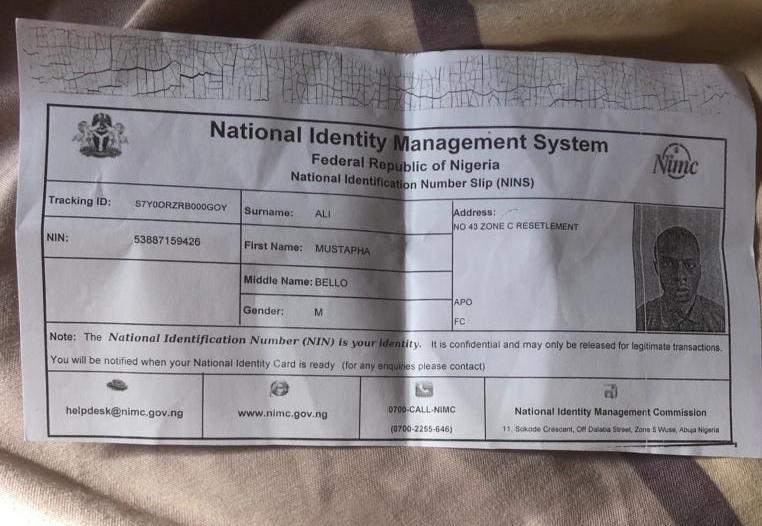 National Identity Management System
Federal Republic of Nigeria
National Identification Number Slip (NINS)
Nimc
Tracking ID: S7Y0ORZRB000GOY
Surname: ALI
Address:
NO 43 ZONE C RESETLEMENT
NIN: 53887159426
First Name: MUSTAPHA
Middle Name: BELLO
Gender: M
APO
FC
Note: The National Identification Number (NIN) is your identity. It is confidential and may only be released for legitimate transactions.
You will be notified when your National Identity Card is ready (for any enquiries please contact)
helpdesk@nimc.gov.ng
www.nimc.gov.ng
0700-CALL-NIMC
(0700-2255-646)
National Identity Management Commission
11, Sokode Crescent, Off Dalaba Street, Zone 5 Wuse, Abuja Nigeria